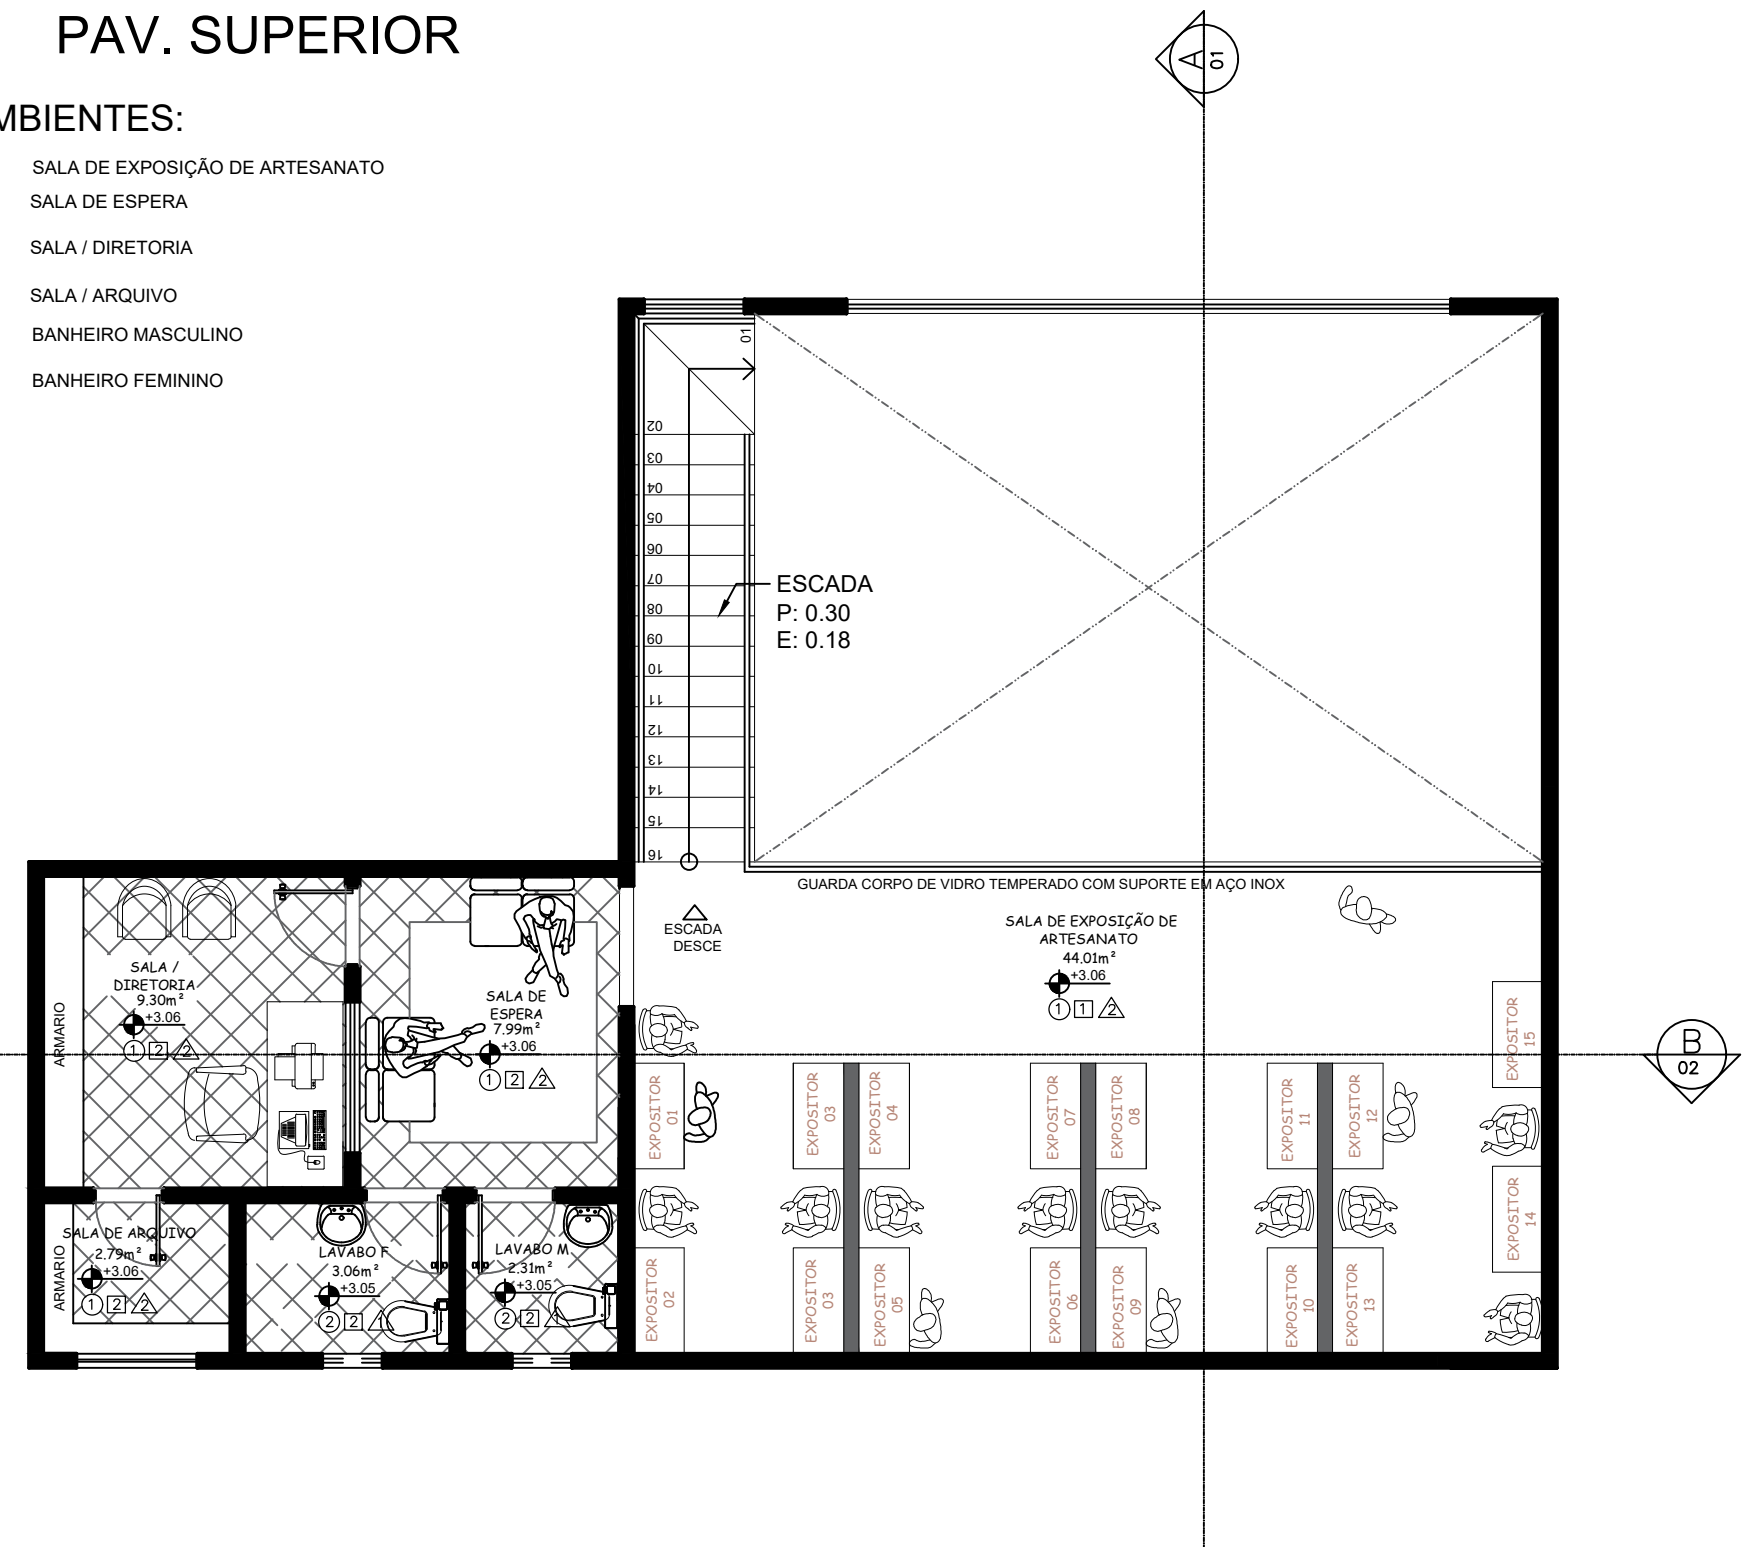 PAV. SUPERIOR
MBIENTES:
SALA DE EXPOSIÇÃO DE ARTESANATO
SALA DE ESPERA
SALA / DIRETORIA
SALA / ARQUIVO
BANHEIRO MASCULINO
BANHEIRO FEMININO
A
01
01
02
03
04
05
06
07
08
09
10
11
12
13
14
15
16
ESCADA
P: 0.30
E: 0.18
GUARDA CORPO DE VIDRO TEMPERADO COM SUPORTE EM AÇO INOX
ESCADA
DESCE
SALA DE EXPOSIÇÃO DE
ARTESANATO
44.01m²
+3.06
1 1 2
SALA /
DIRETORIA
9.30m²
+3.06
1 2 2
ARMARIO
SALA DE
ESPERA
7.99m²
+3.06
1 2 2
B
02
SALA DE ARQUIVO
2.79m²
+3.06
1 2 2
ARMARIO
LAVABO F
3.06m²
+3.05
2 2 1
LAVABO M
2.31m²
+3.05
2 2 1
EXPOSITOR
01
EXPOSITOR
03
EXPOSITOR
04
EXPOSITOR
07
EXPOSITOR
08
EXPOSITOR
11
EXPOSITOR
12
EXPOSITOR
15
EXPOSITOR
14
EXPOSITOR
02
EXPOSITOR
03
EXPOSITOR
05
EXPOSITOR
06
EXPOSITOR
09
EXPOSITOR
10
EXPOSITOR
13